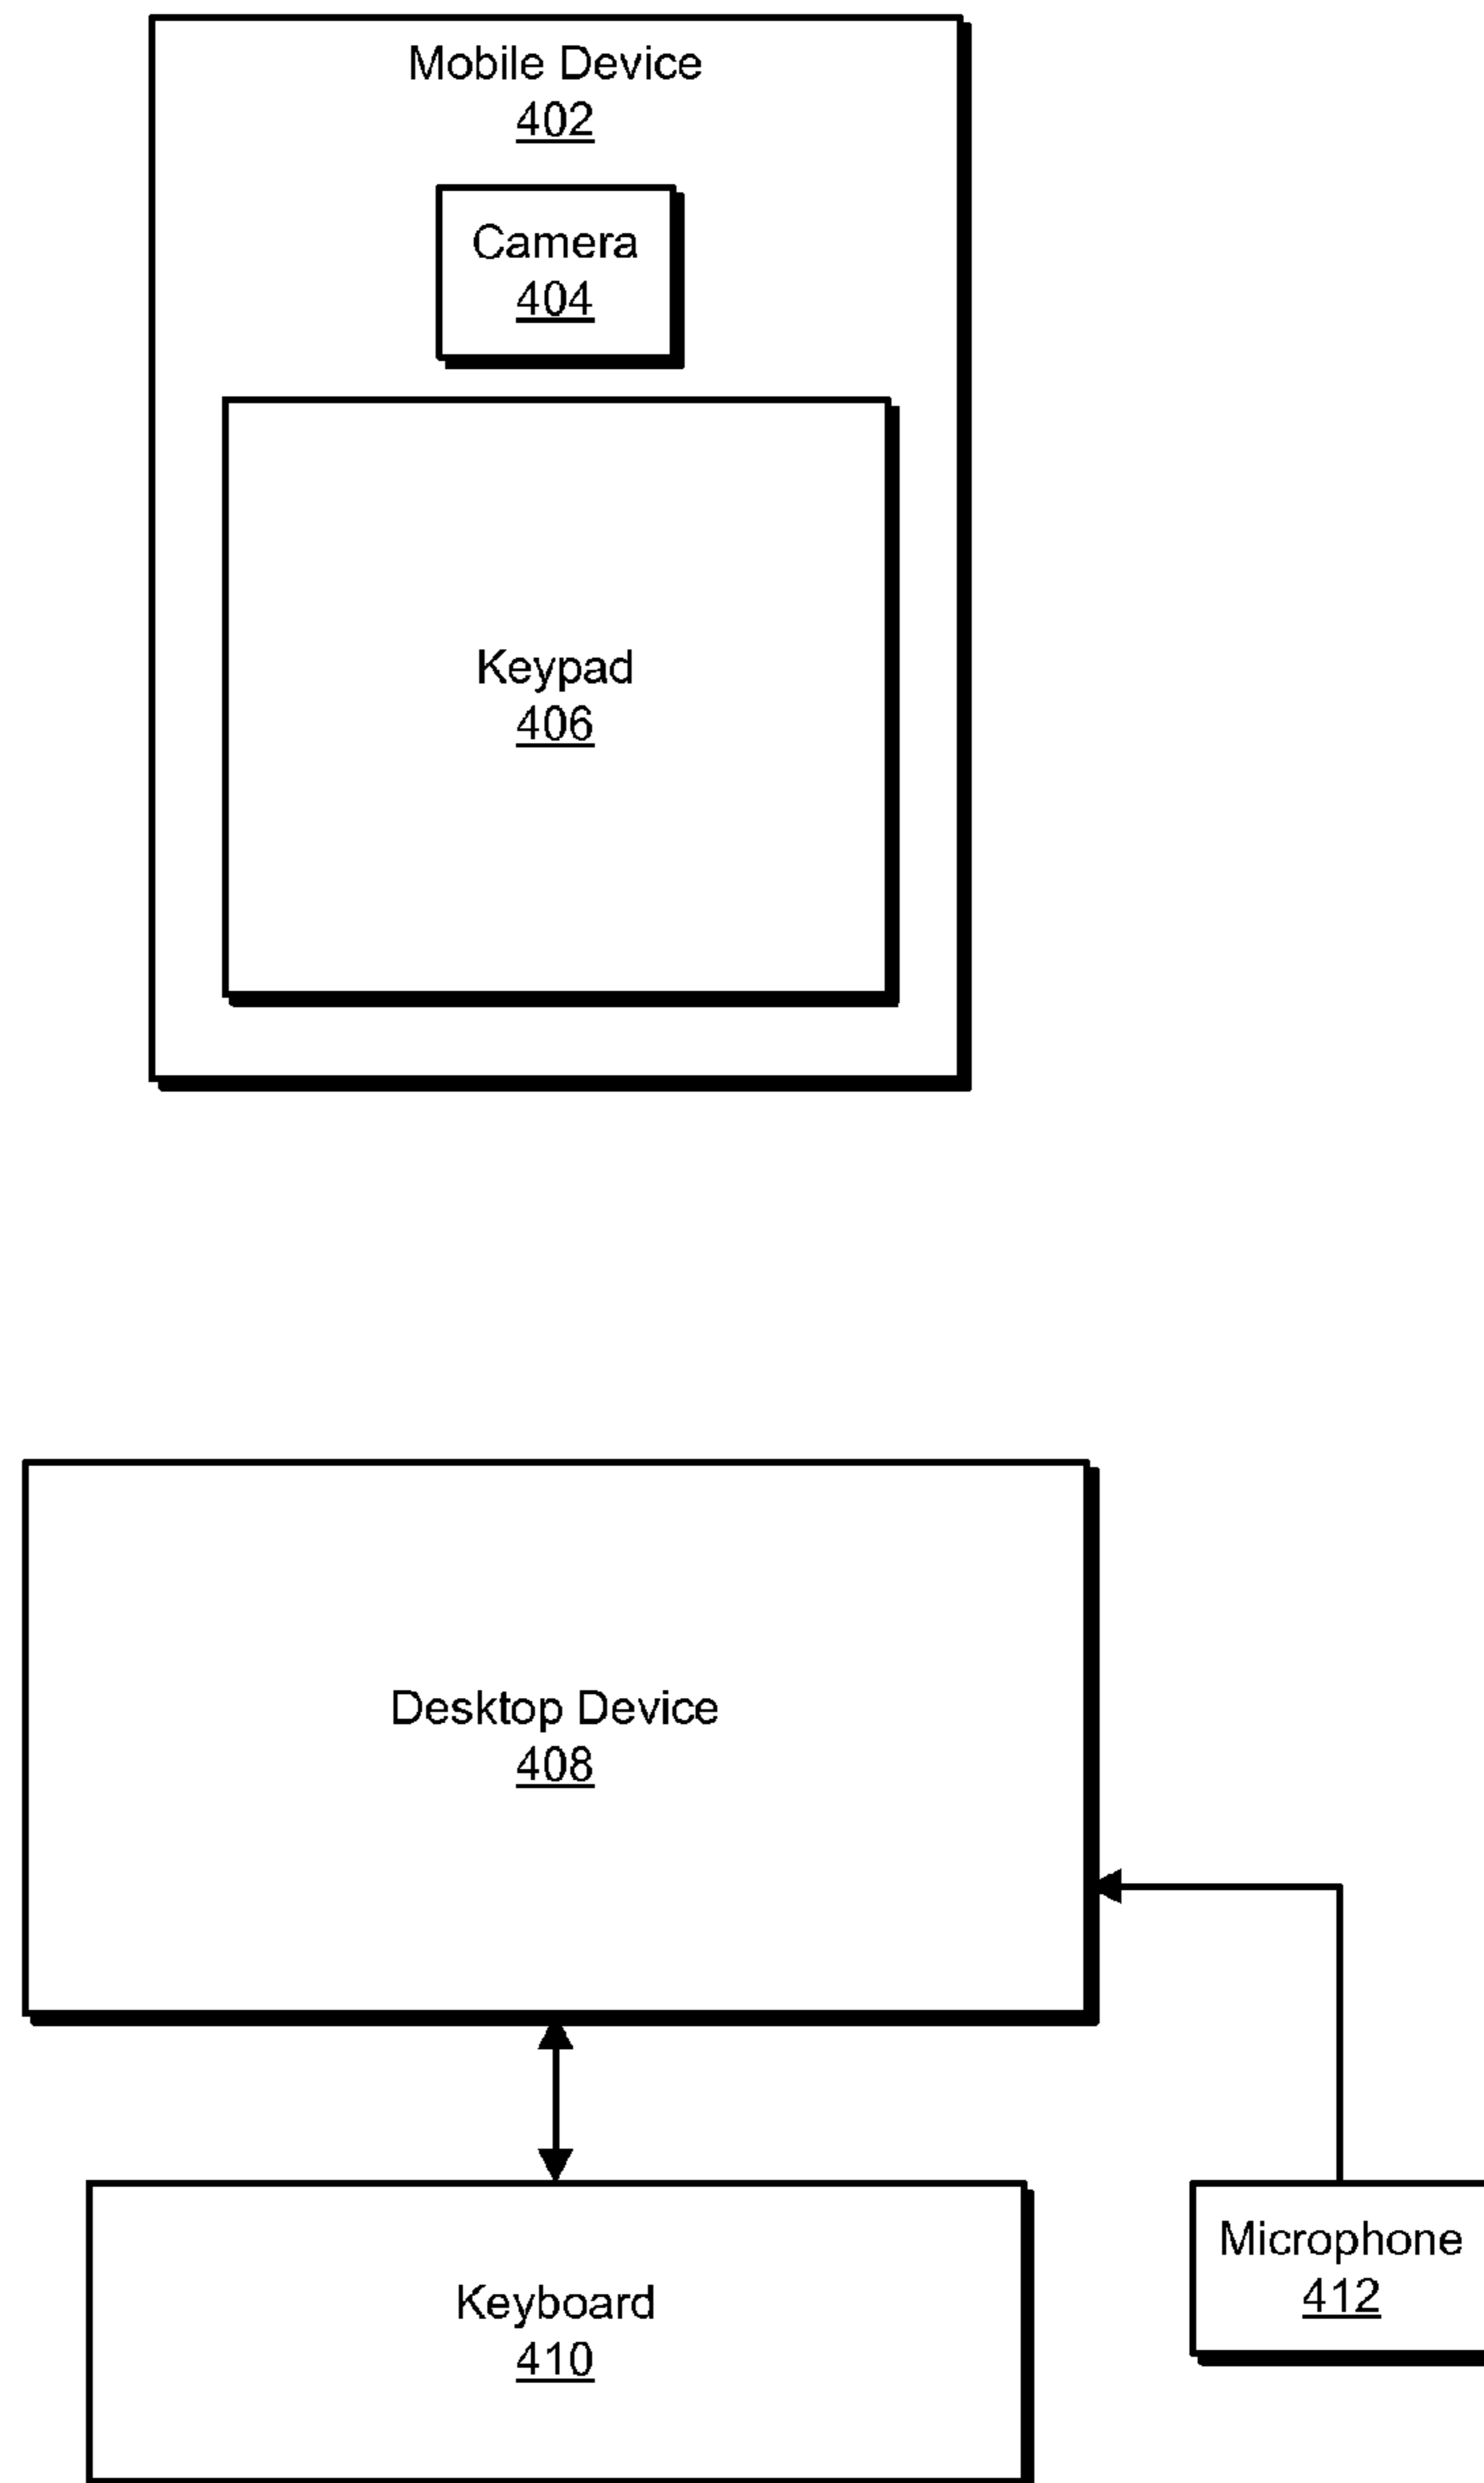 Mobile Device
402
Camera
404
Keypad
406
Desktop Device
408
Keyboard
410
Microphone
412